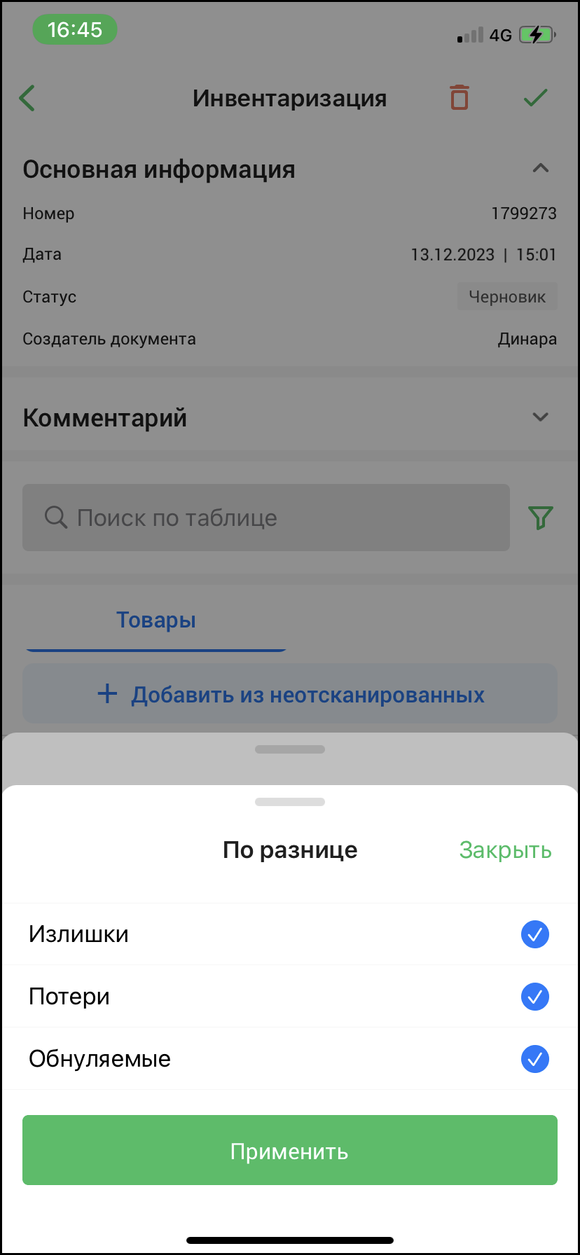 16:45
4G
Инвентаризация
Основная информация
Номер 1799273
Дата 13.12.2023 | 15:01
Статус Черновик
Создатель документа Динара
Комментарий
Поиск по таблице
Товары
+ Добавить из неотсканированных
По разнице Закрыть
Излишки
Потери
Обнуляемые
Применить